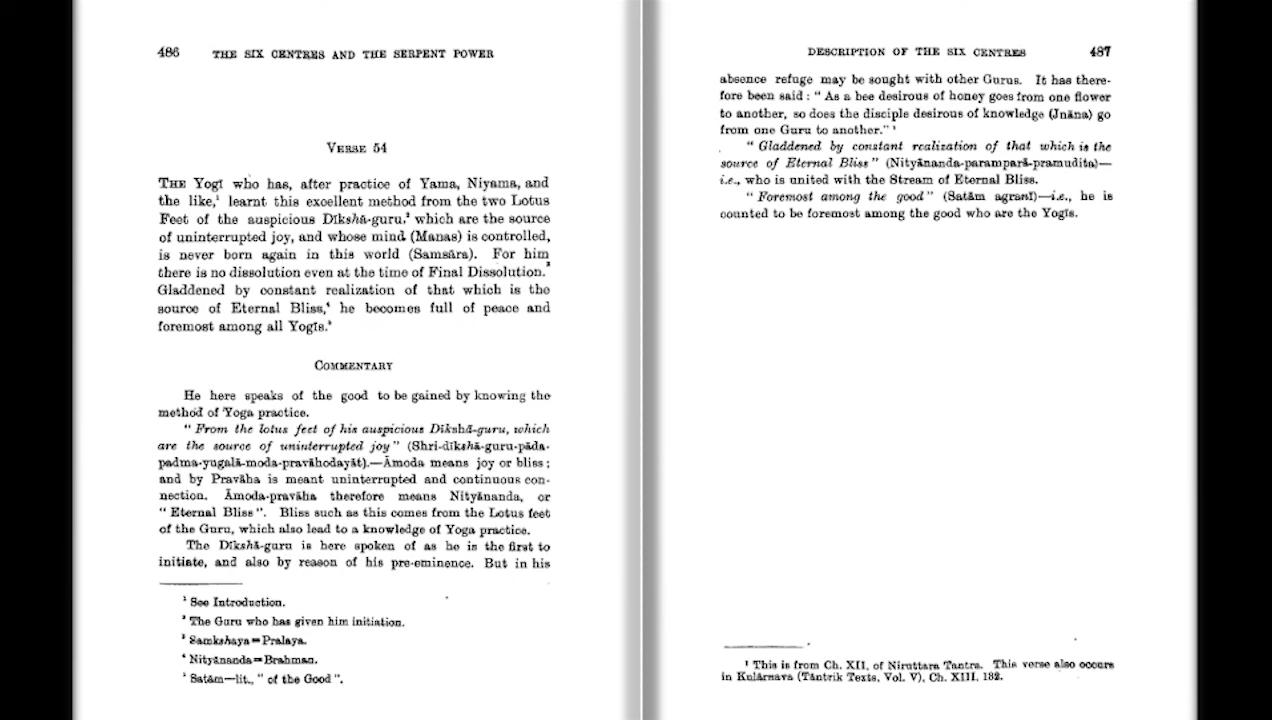 486 THE SIX CENTRES AND THE SERPENT POWER
VERSE 54
THE Yogī who has, after practice of Yama, Niyama, and
the like,¹ learnt this excellent method from the two Lotus
Feet of the auspicious Dīkshā-guru,² which are the source
of uninterrupted joy, and whose mind (Manas) is controlled,
is never born again in this world (Samsāra). For him
there is no dissolution even at the time of Final Dissolution.³
Gladdened by constant realization of that which is the
source of Eternal Bliss,⁴ he becomes full of peace and
foremost among all Yogīs.⁵
COMMENTARY
He here speaks of the good to be gained by knowing the
method of Yoga practice.
" From the lotus feet of his auspicious Dīkshā-guru, which
are the source of uninterrupted joy " (Shri-dīkshā-guru-pāda-
padma-yugalā-moda-pravāhodayāt).—Āmoda means joy or bliss ;
and by Pravāha is meant uninterrupted and continuous con-
nection. Āmoda-pravāha therefore means Nityānanda, or
" Eternal Bliss ". Bliss such as this comes from the Lotus feet
of the Guru, which also lead to a knowledge of Yoga practice.
The Dīkshā-guru is here spoken of as he is the first to
initiate, and also by reason of his pre-eminence. But in his
¹ See Introduction.
² The Guru who has given him initiation.
³ Samkshaya = Pralaya.
⁴ Nityānanda = Brahman.
⁵ Satām—lit., " of the Good ".
DESCRIPTION OF THE SIX CENTRES 487
absence refuge may be sought with other Gurus. It has there-
fore been said : " As a bee desirous of honey goes from one flower
to another, so does the disciple desirous of knowledge (Jnāna) go
from one Guru to another." ¹
" Gladdened by constant realization of that which is the
source of Eternal Bliss " (Nityānanda-paramparā-pramudita)—
i.e., who is united with the Stream of Eternal Bliss.
" Foremost among the good " (Satām agranī)—i.e., he is
counted to be foremost among the good who are the Yogīs.
¹ This is from Ch. XII, of Niruttara Tantra. This verse also occurs
in Kulārnava (Tāntrik Texts, Vol. V), Ch. XIII, 132.